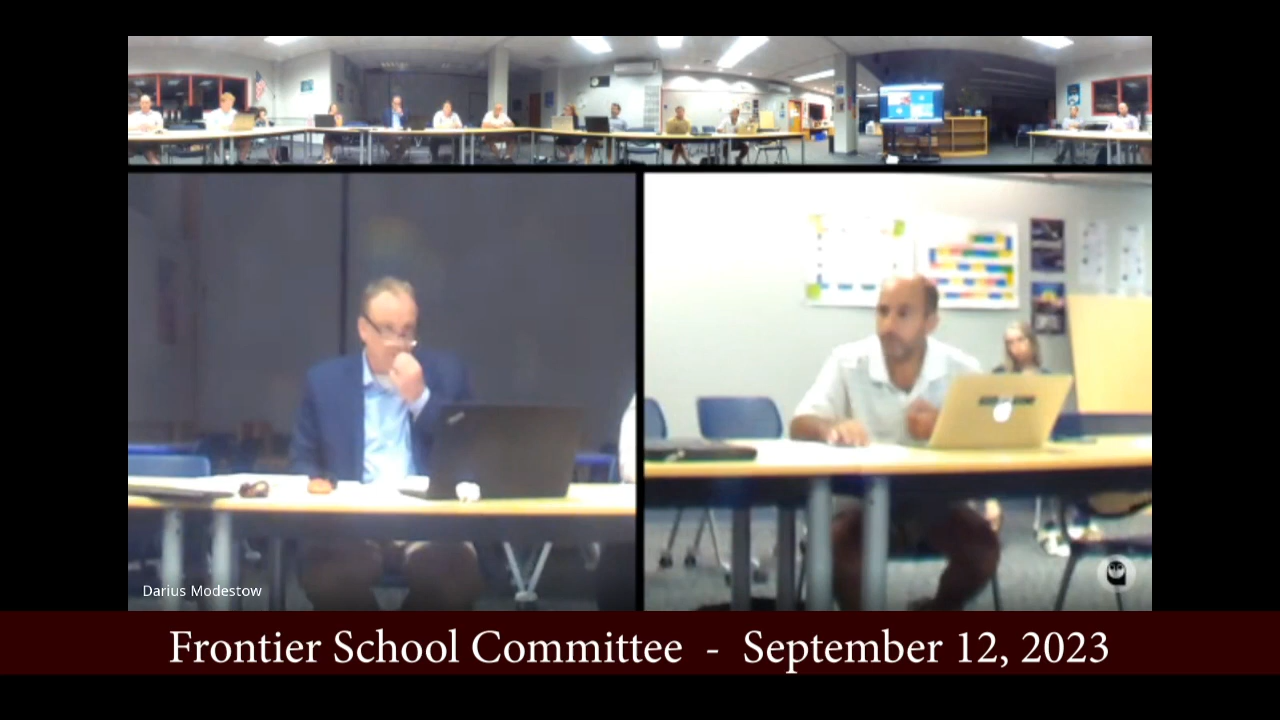 Darius Modestow
Frontier School Committee - September 12, 2023